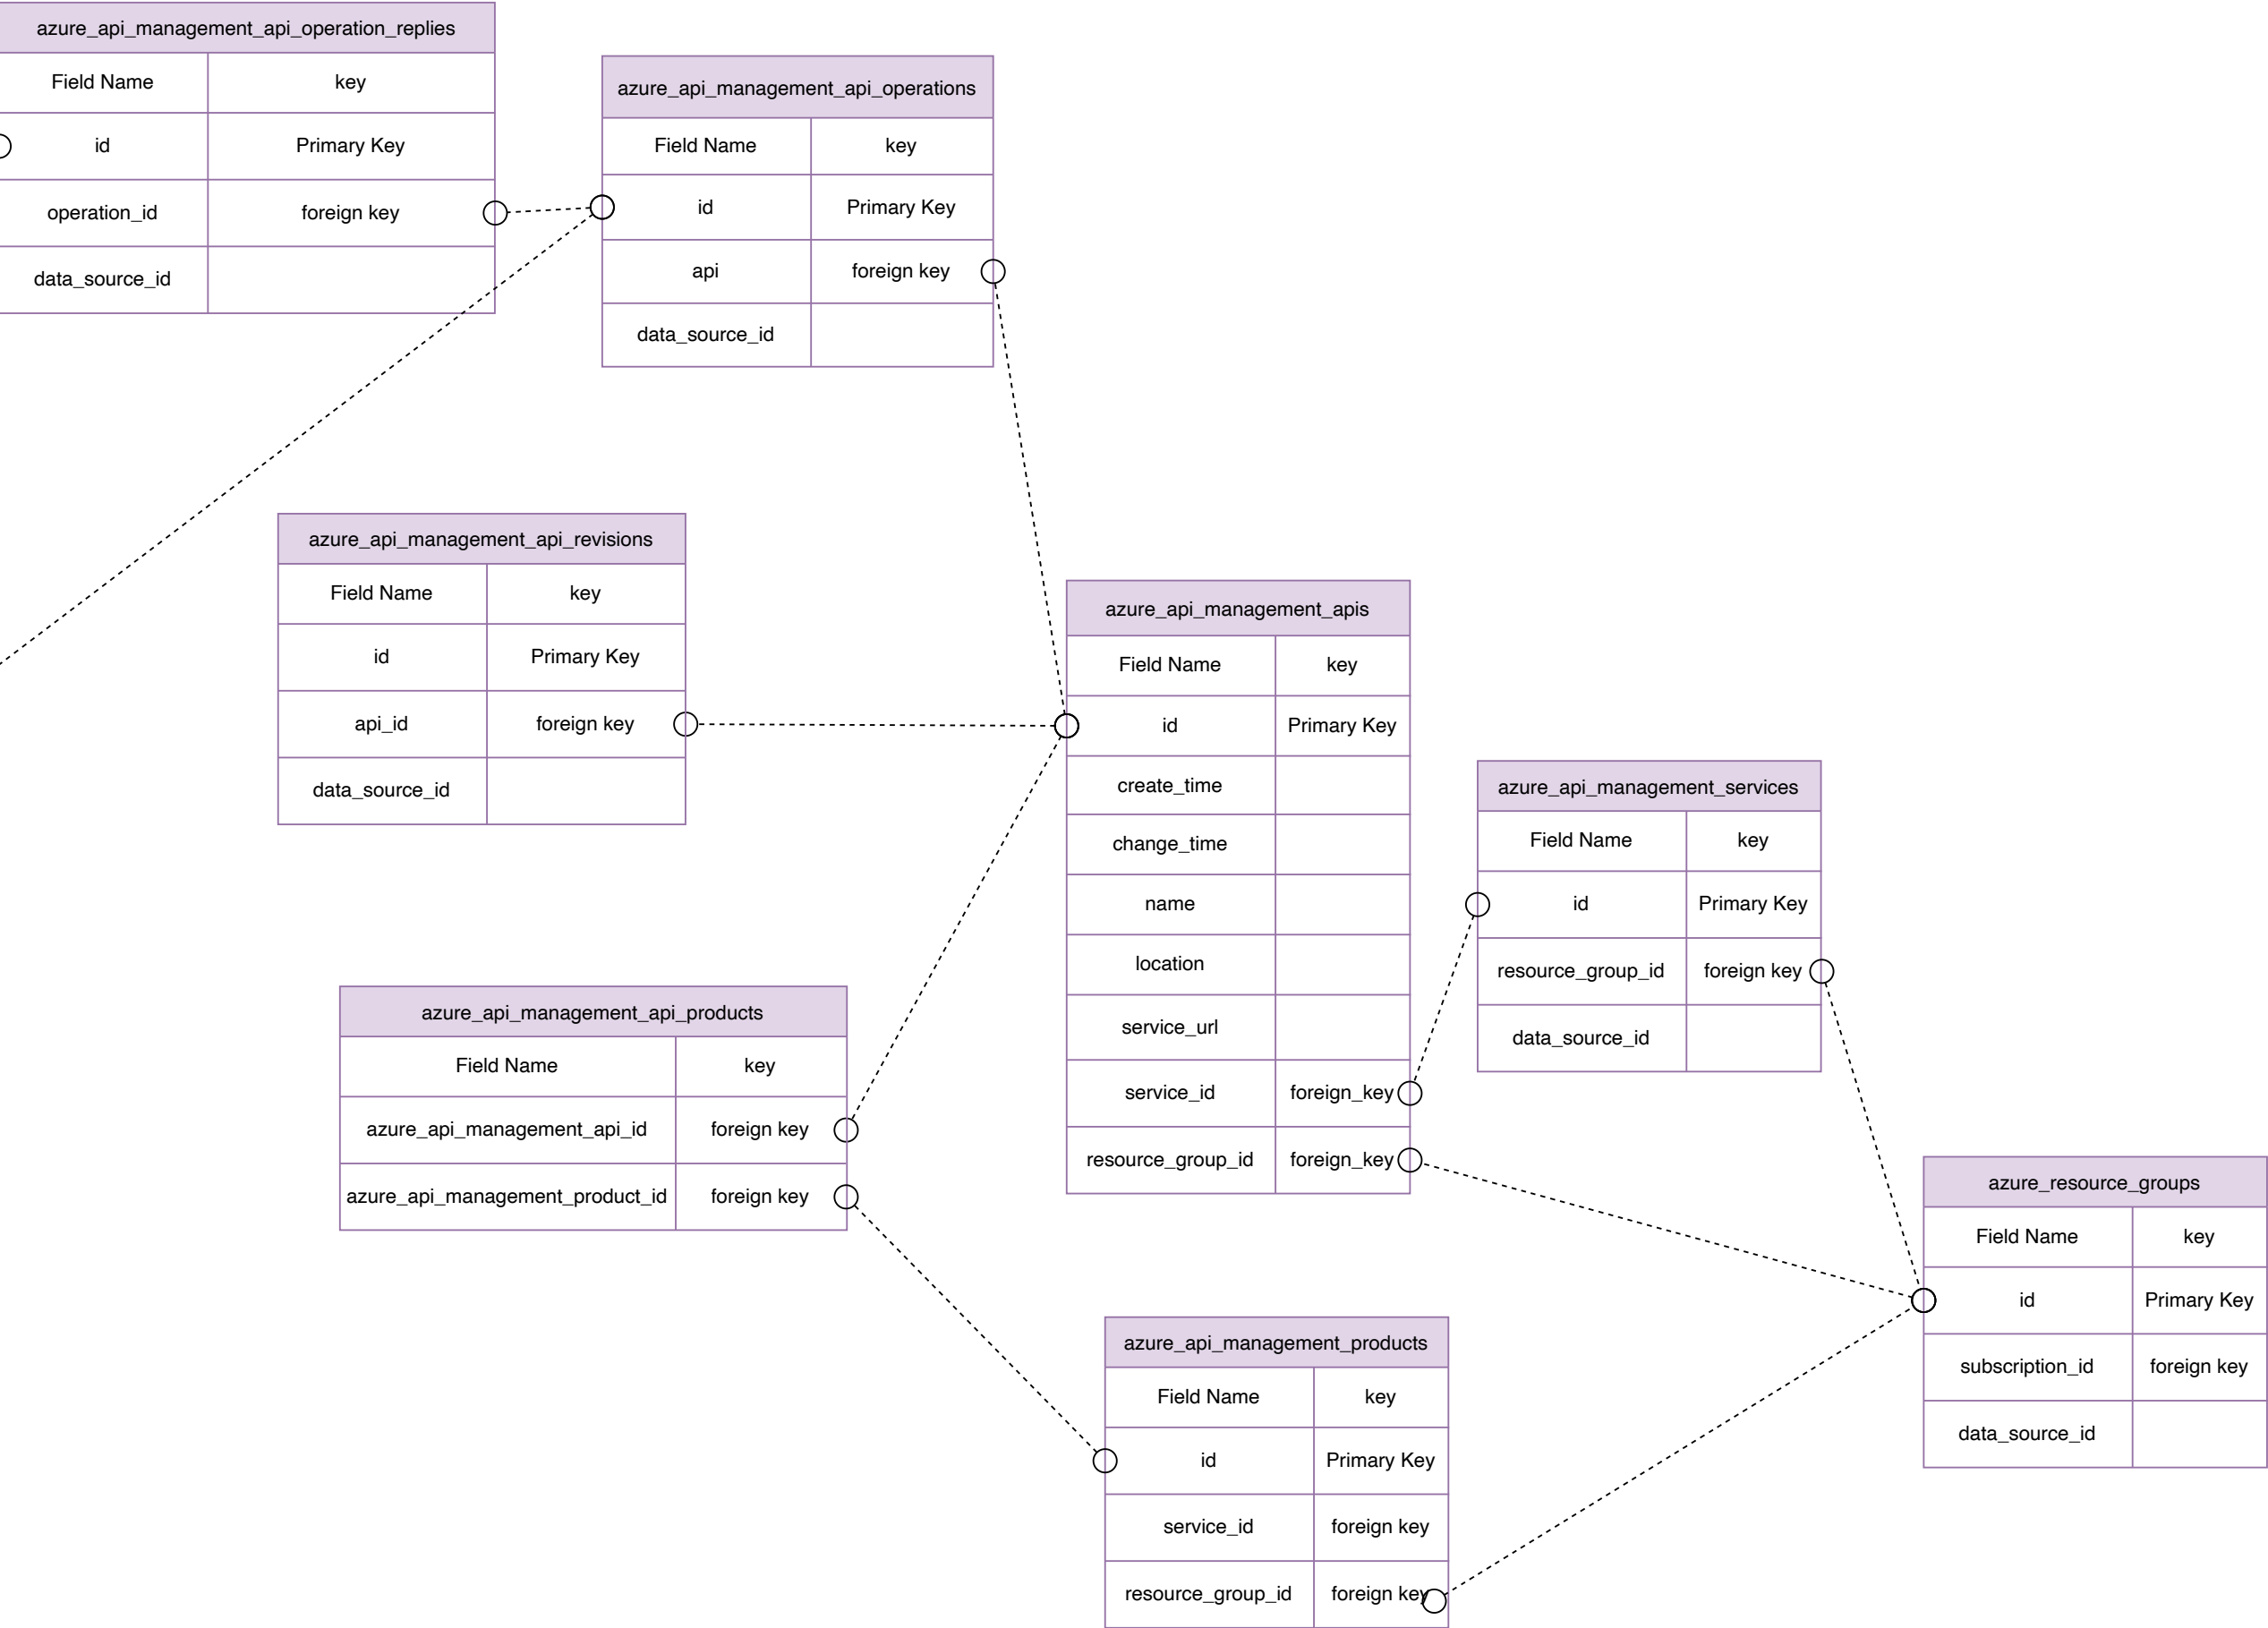 azure_api_management_api_operation_replies
Field Name key
id Primary Key
operation_id foreign key
data_source_id
azure_api_management_api_operations
Field Name key
id Primary Key
api foreign key
data_source_id
azure_api_management_api_revisions
Field Name key
id Primary Key
api_id foreign key
data_source_id
azure_api_management_apis
Field Name key
id Primary Key
create_time
change_time
name
location
service_url
service_id foreign_key
resource_group_id foreign_key
azure_api_management_services
Field Name key
id Primary Key
resource_group_id foreign key
data_source_id
azure_api_management_api_products
Field Name key
azure_api_management_api_id foreign key
azure_api_management_product_id foreign key
azure_resource_groups
Field Name key
id Primary Key
subscription_id foreign key
data_source_id
azure_api_management_products
Field Name key
id Primary Key
service_id foreign key
resource_group_id foreign key